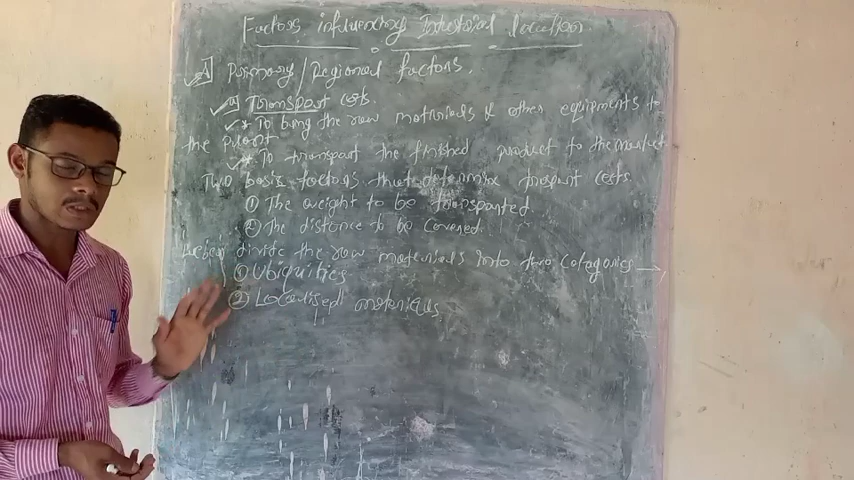 Factors influencing Industrial location.
A Primary/Regional factors.
a) Transport costs.
* To bring the raw materials & other equipments to
the plant
* To transport the finished product to the market
Two basic factors that determine transport costs.
① The weight to be transported.
② The distance to be covered.
Weber divide the raw materials into two categories →
① Ubiquities
② Localised materials